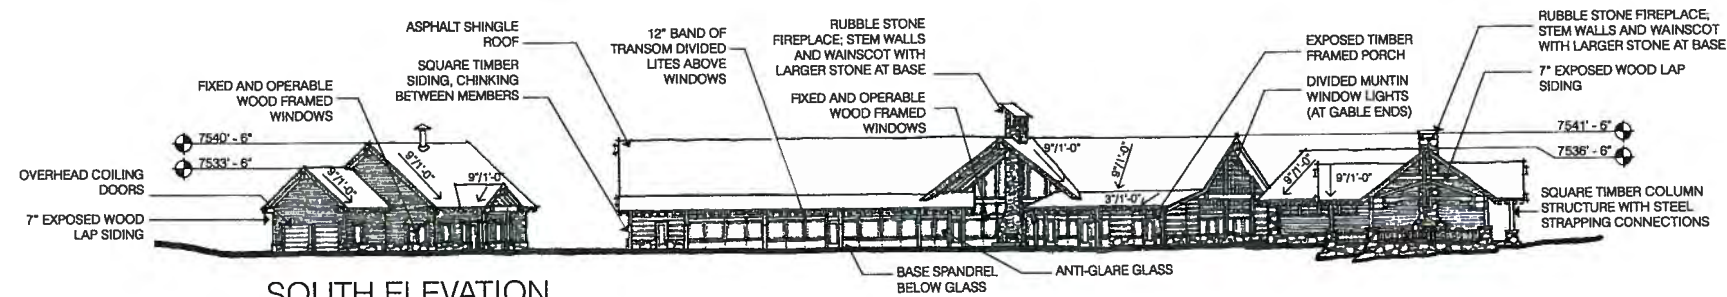 ASPHALT SHINGLE
ROOF
SQUARE TIMBER
SIDING, CHINKING
BETWEEN MEMBERS
FIXED AND OPERABLE
WOOD FRAMED
WINDOWS
7540' - 6"
7533' - 6"
OVERHEAD COILING
DOORS
7" EXPOSED WOOD
LAP SIDING
9"/1'-0"
9"/1'-0"
9"/1'-0"
12" BAND OF
TRANSOM DIVIDED
LITES ABOVE
WINDOWS
RUBBLE STONE
FIREPLACE; STEM WALLS
AND WAINSCOT WITH
LARGER STONE AT BASE
FIXED AND OPERABLE
WOOD FRAMED
WINDOWS
9"/1'-0"
9"/1'-0"
3"/1'-0"
EXPOSED TIMBER
FRAMED PORCH
DIVIDED MUNTIN
WINDOW LIGHTS
(AT GABLE ENDS)
9"/1'-0"
9"/1'-0"
RUBBLE STONE FIREPLACE;
STEM WALLS AND WAINSCOT
WITH LARGER STONE AT BASE
7" EXPOSED WOOD LAP
SIDING
7541' - 6"
7536' - 6"
SQUARE TIMBER COLUMN
STRUCTURE WITH STEEL
STRAPPING CONNECTIONS
BASE SPANDREL
BELOW GLASS
ANTI-GLARE GLASS
SOUTH ELEVATION